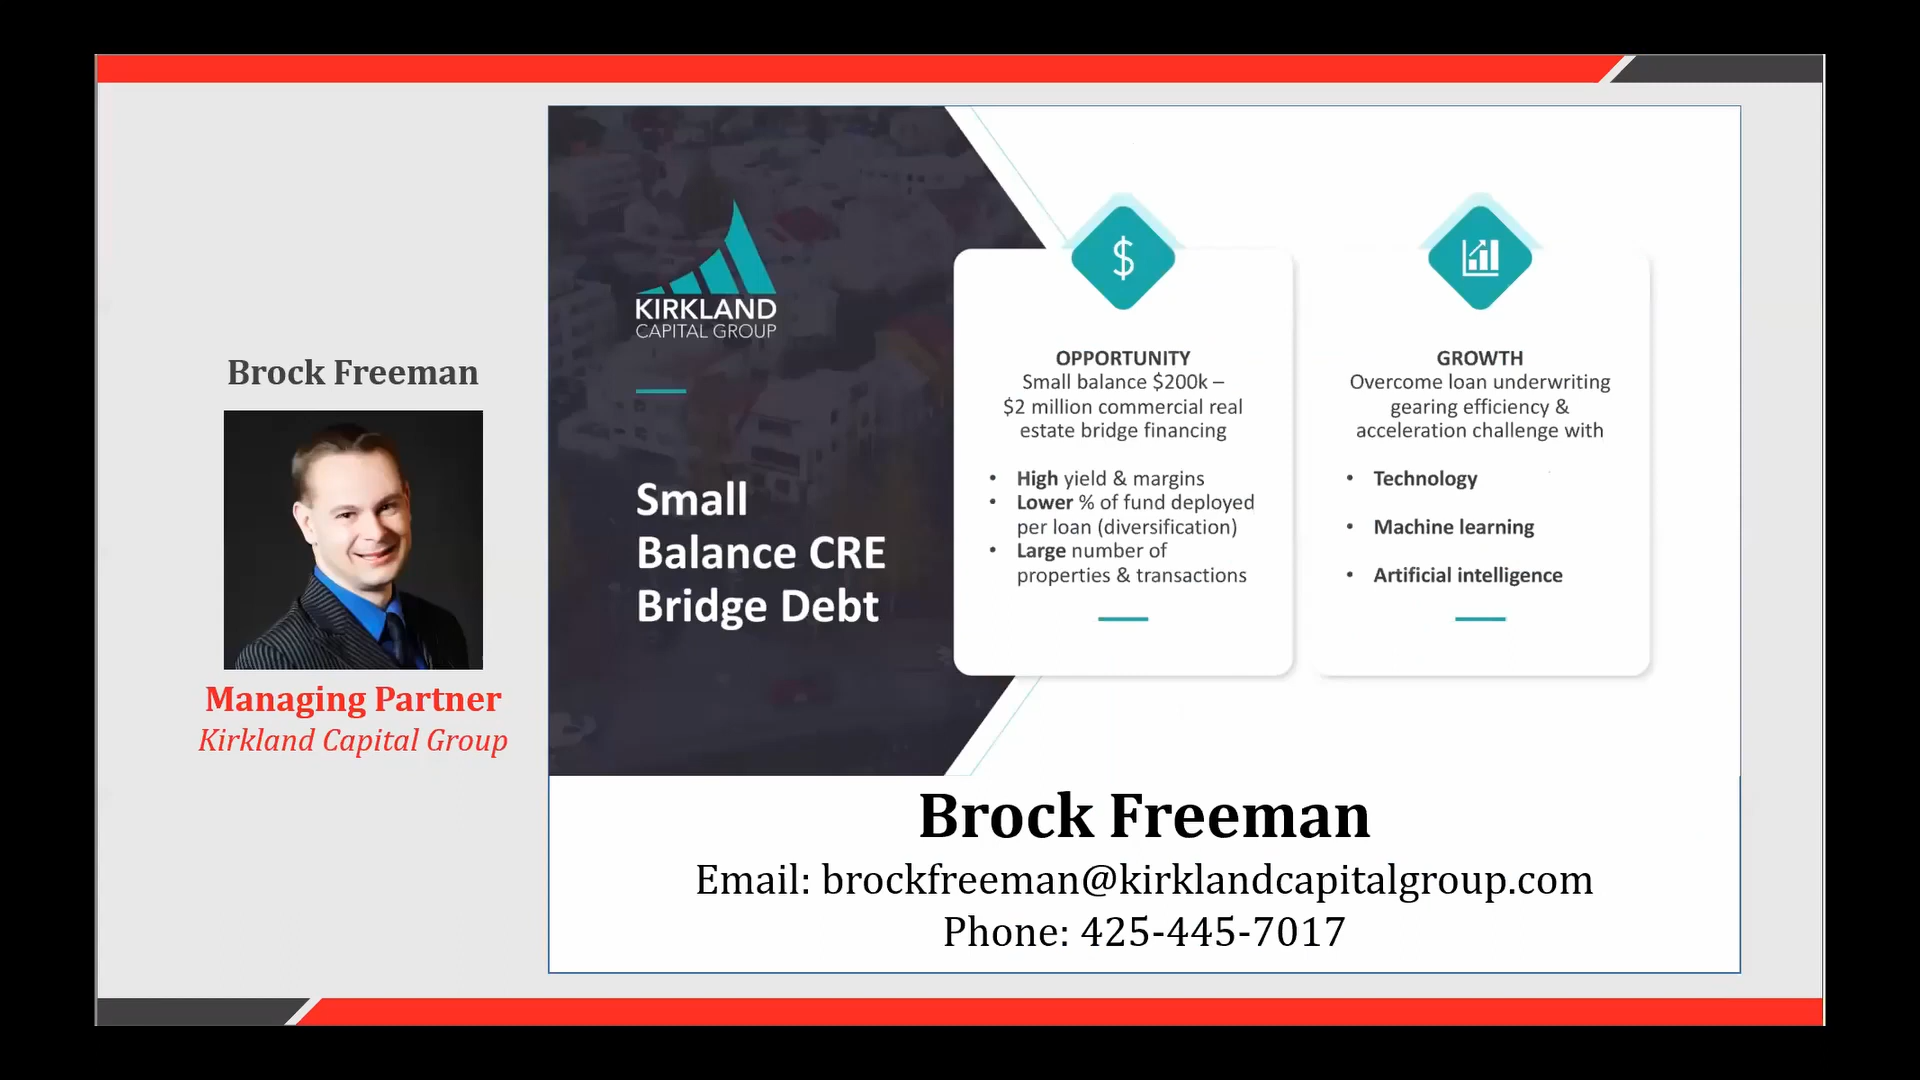 Brock Freeman
Managing Partner
Kirkland Capital Group
KIRKLAND
CAPITAL GROUP
Small
Balance CRE
Bridge Debt
$
OPPORTUNITY
Small balance $200k –
$2 million commercial real
estate bridge financing
• High yield & margins
• Lower % of fund deployed
per loan (diversification)
• Large number of
properties & transactions
GROWTH
Overcome loan underwriting
gearing efficiency &
acceleration challenge with
• Technology
• Machine learning
• Artificial intelligence
Brock Freeman
Email: brockfreeman@kirklandcapitalgroup.com
Phone: 425-445-7017